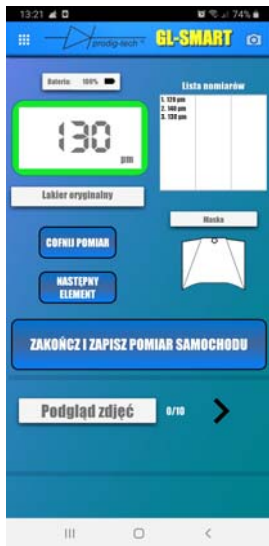 13:21 74%
prodig-tech ®
GL-SMART
Bateria: 100%
Lista pomiarów
1. 129 µm
2. 140 µm
3. 130 µm
130
µm
Lakier oryginalny
Maska
COFNIJ POMIAR
NASTĘPNY
ELEMENT
ZAKOŃCZ I ZAPISZ POMIAR SAMOCHODU
Podgląd zdjęć 0/10